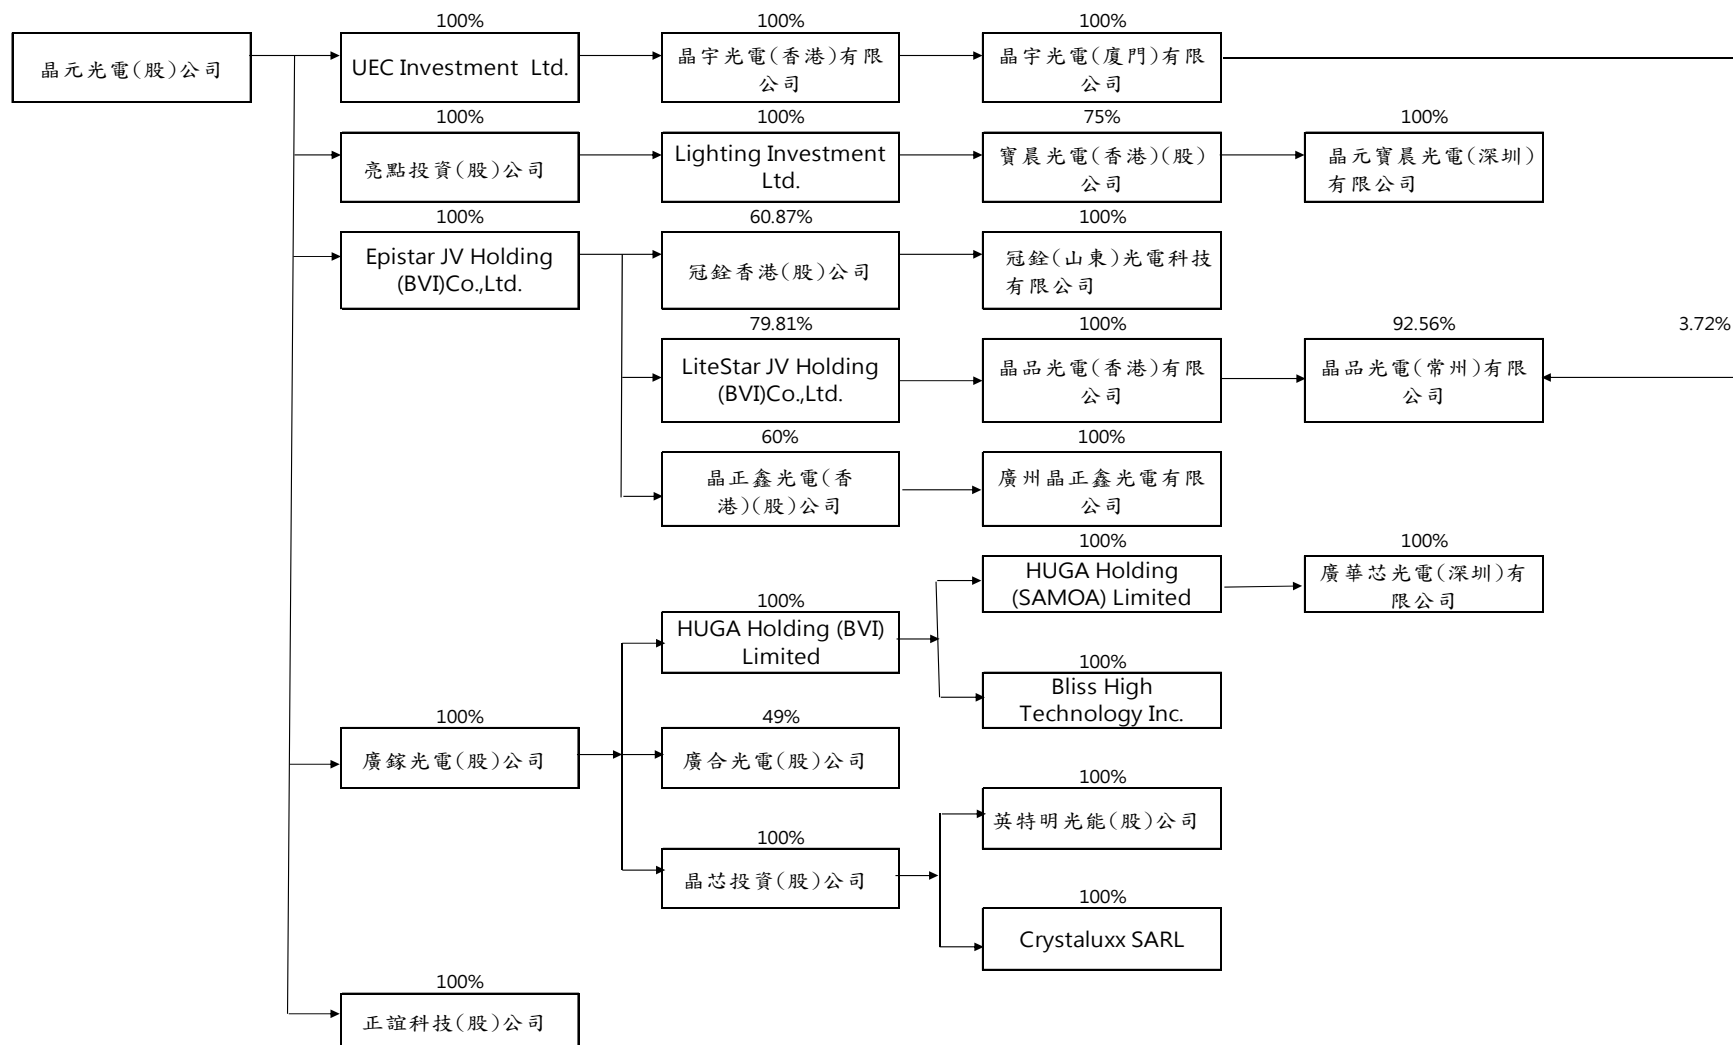 100%
100%
100%
晶元光電(股)公司
UEC Investment Ltd.
晶宇光電(香港)有限
公司
晶宇光電(廈門)有限
公司
100%
100%
75%
100%
亮點投資(股)公司
Lighting Investment
Ltd.
寶晨光電(香港)(股)
公司
晶元寶晨光電(深圳)
有限公司
100%
60.87%
100%
Epistar JV Holding
(BVI)Co.,Ltd.
冠銓香港(股)公司
冠銓(山東)光電科技
有限公司
79.81%
100%
92.56%
3.72%
LiteStar JV Holding
(BVI)Co.,Ltd.
晶品光電(香港)有限
公司
晶品光電(常州)有限
公司
60%
100%
晶正鑫光電(香
港)(股)公司
廣州晶正鑫光電有限
公司
100%
100%
HUGA Holding
(SAMOA) Limited
廣華芯光電(深圳)有
限公司
100%
HUGA Holding (BVI)
Limited
100%
Bliss High
Technology Inc.
100%
49%
廣鎵光電(股)公司
廣合光電(股)公司
100%
英特明光能(股)公司
100%
晶芯投資(股)公司
100%
Crystaluxx SARL
100%
正誼科技(股)公司